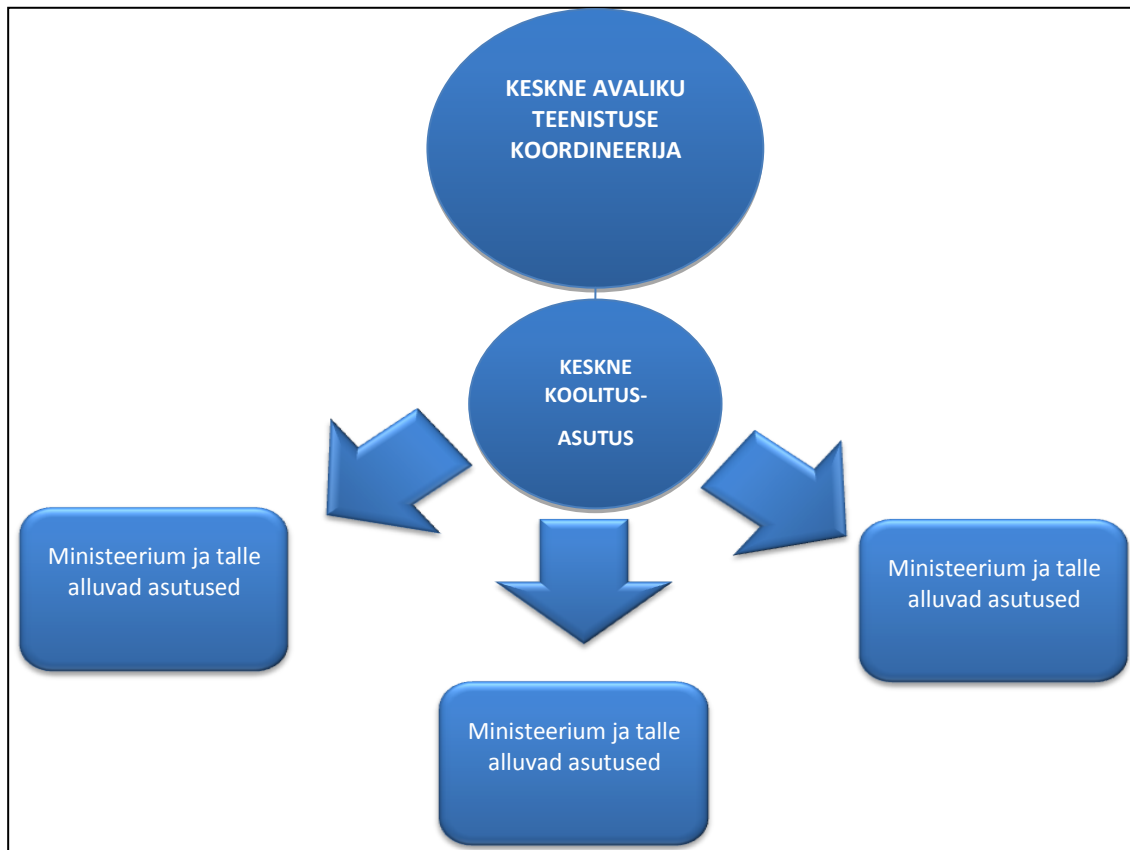 KESKNE AVALIKU
TEENISTUSE
KOORDINEERIJA
KESKNE
KOOLITUS-
ASUTUS
Ministeerium ja talle
alluvad asutused
Ministeerium ja talle
alluvad asutused
Ministeerium ja talle
alluvad asutused